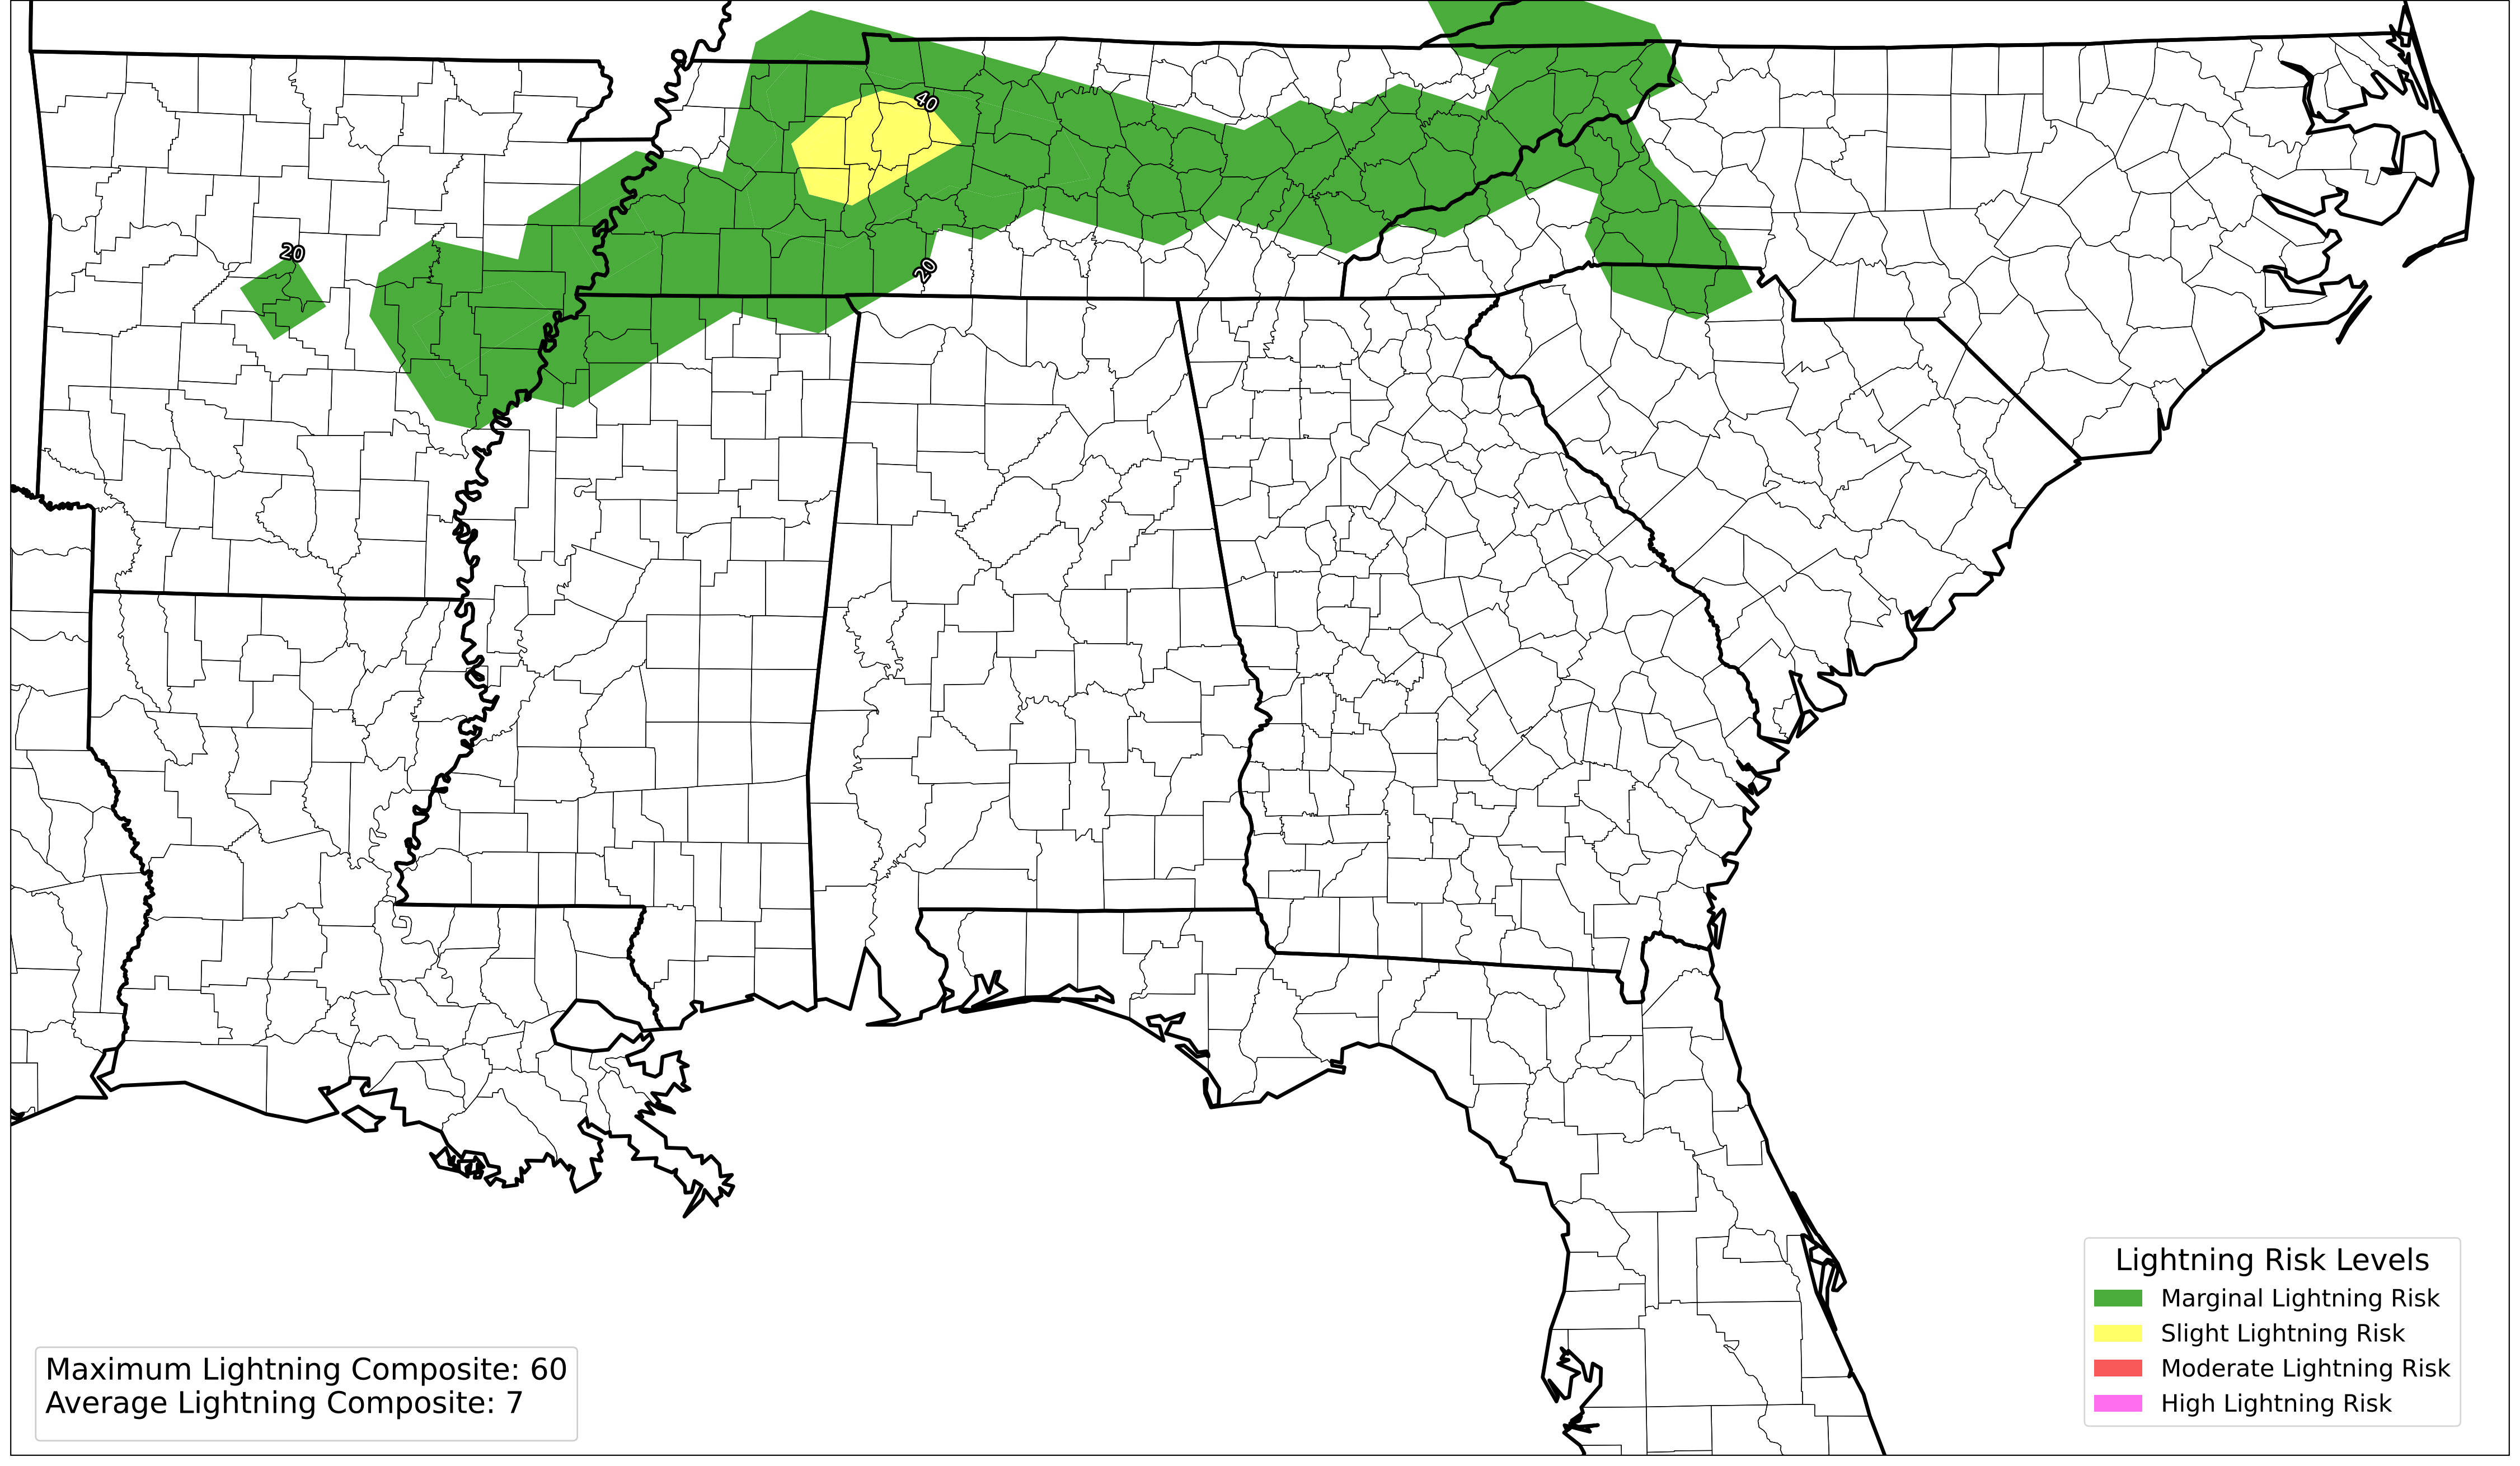 40
20
20
Lightning Risk Levels
Marginal Lightning Risk
Slight Lightning Risk
Moderate Lightning Risk
High Lightning Risk
Maximum Lightning Composite: 60
Average Lightning Composite: 7